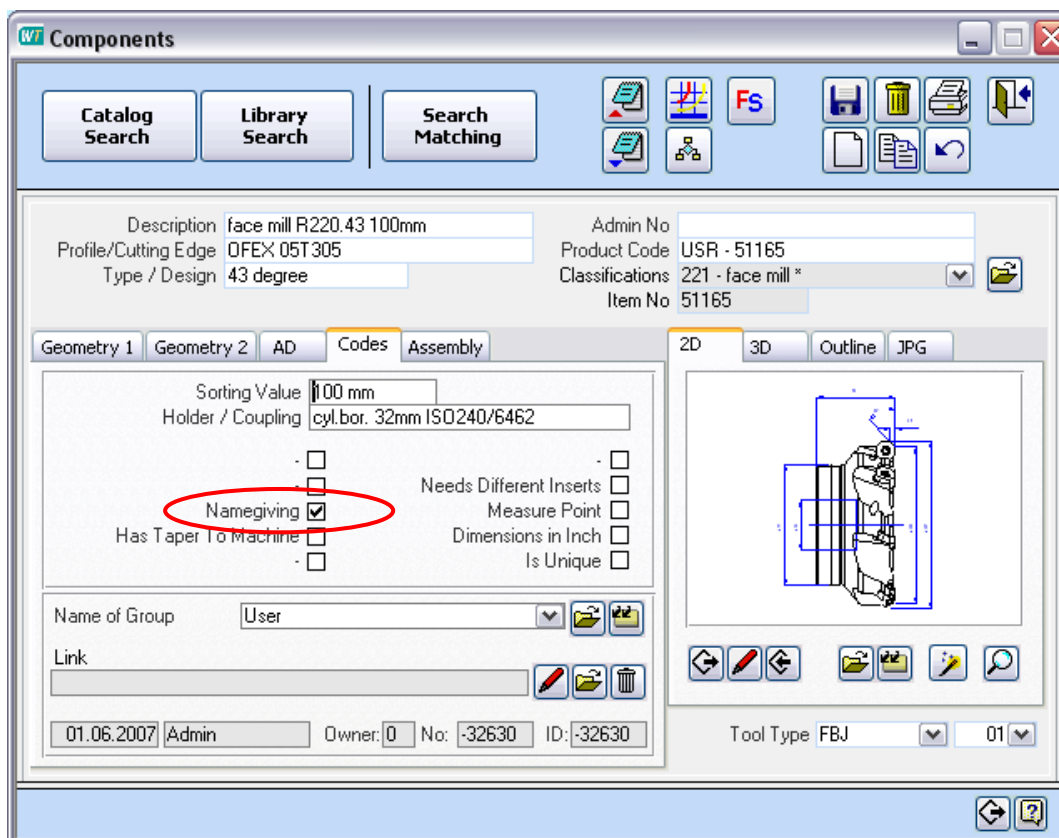 WT Components
Catalog Search
Library Search
Search Matching
FS
Description face mill R220.43 100mm
Profile/Cutting Edge OFEX 05T305
Type / Design 43 degree
Admin No
Product Code USR - 51165
Classifications 221 - face mill *
Item No 51165
Geometry 1 Geometry 2 AD Codes Assembly
Sorting Value 100 mm
Holder / Coupling cyl.bor. 32mm ISO240/6462
- -
- Needs Different Inserts
Namegiving Measure Point
Has Taper To Machine Dimensions in Inch
- Is Unique
Name of Group User
Link
01.06.2007 Admin Owner: 0 No: -32630 ID: -32630
2D 3D Outline JPG
Tool Type FBJ 01